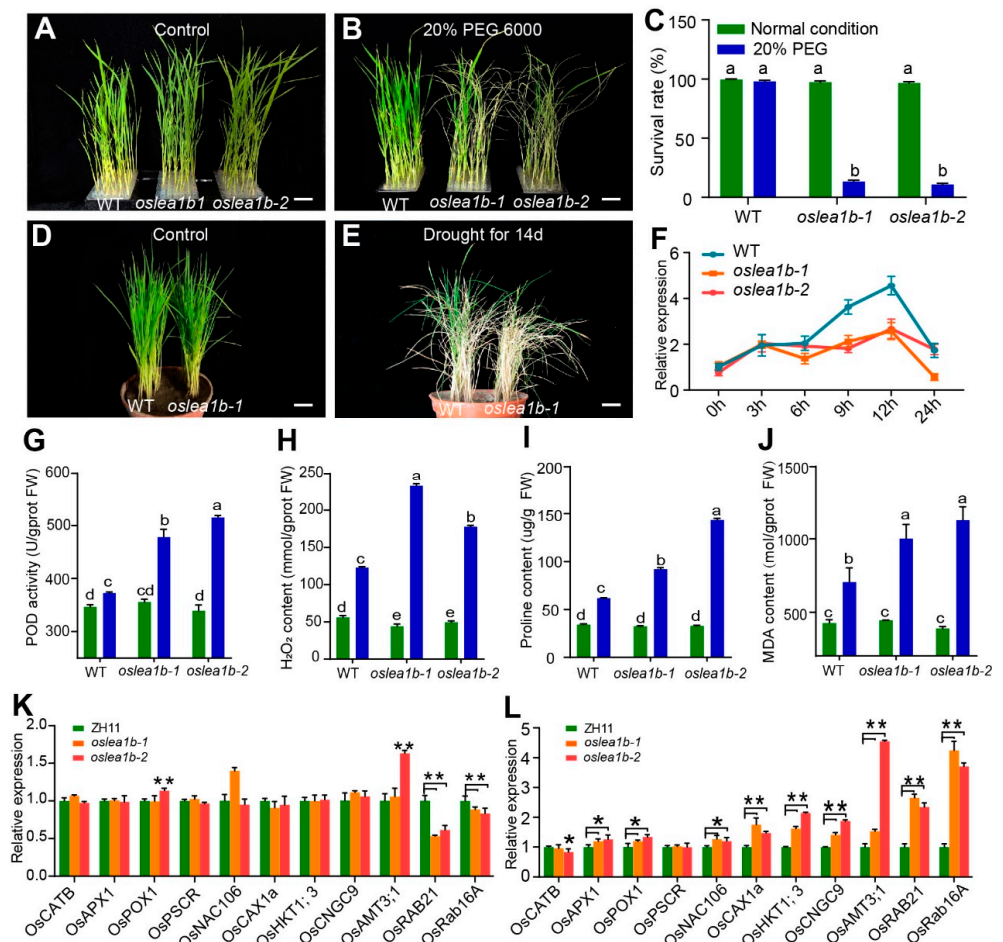 A
Control
WT oslea1b1 oslea1b-2
B
20% PEG 6000
WT oslea1b-1 oslea1b-2
C
Normal condition
20% PEG
Survival rate (%)
0
50
100
150
a a a b a b
WT oslea1b-1 oslea1b-2
D
Control
WT oslea1b-1
E
Drought for 14d
WT oslea1b-1
F
WT
oslea1b-1
oslea1b-2
Relative expression
6
4
2
0
0h 3h 6h 9h 12h 24h
G
POD activity (U/gprot FW)
600
500
350
300
d c cd b d a
WT oslea1b-1 oslea1b-2
H
H₂O₂ content (mmol/gprot FW)
250
200
150
100
50
0
d c e a e b
WT oslea1b-1 oslea1b-2
I
Proline content (ug/g FW)
200
150
100
50
0
d c d b d a
WT oslea1b-1 oslea1b-2
J
MDA content (mol/gprot FW)
1500
1000
500
c b c a c a
WT oslea1b-1 oslea1b-2
K
ZH11
oslea1b-1
oslea1b-2
Relative expression
2.0
1.5
1.0
0.5
0.0
** ** ** **
OsCATB OsAPX1 OsPOX1 OsPSCR OsNAC106 OsCAX1a OsHKT1; 3 OsCNGC9 OsAMT3;1 OsRAB21 OsRab16A
L
ZH11
oslea1b-1
oslea1b-2
Relative expression
5
4
3
2
1
0
* * * * ** ** ** ** ** **
OsCATB OsAPX1 OsPOX1 OsPSCR OsNAC106 OsCAX1a OsHKT1; 3 OsCNGC9 OsAMT3;1 OsRAB21 OsRab16A